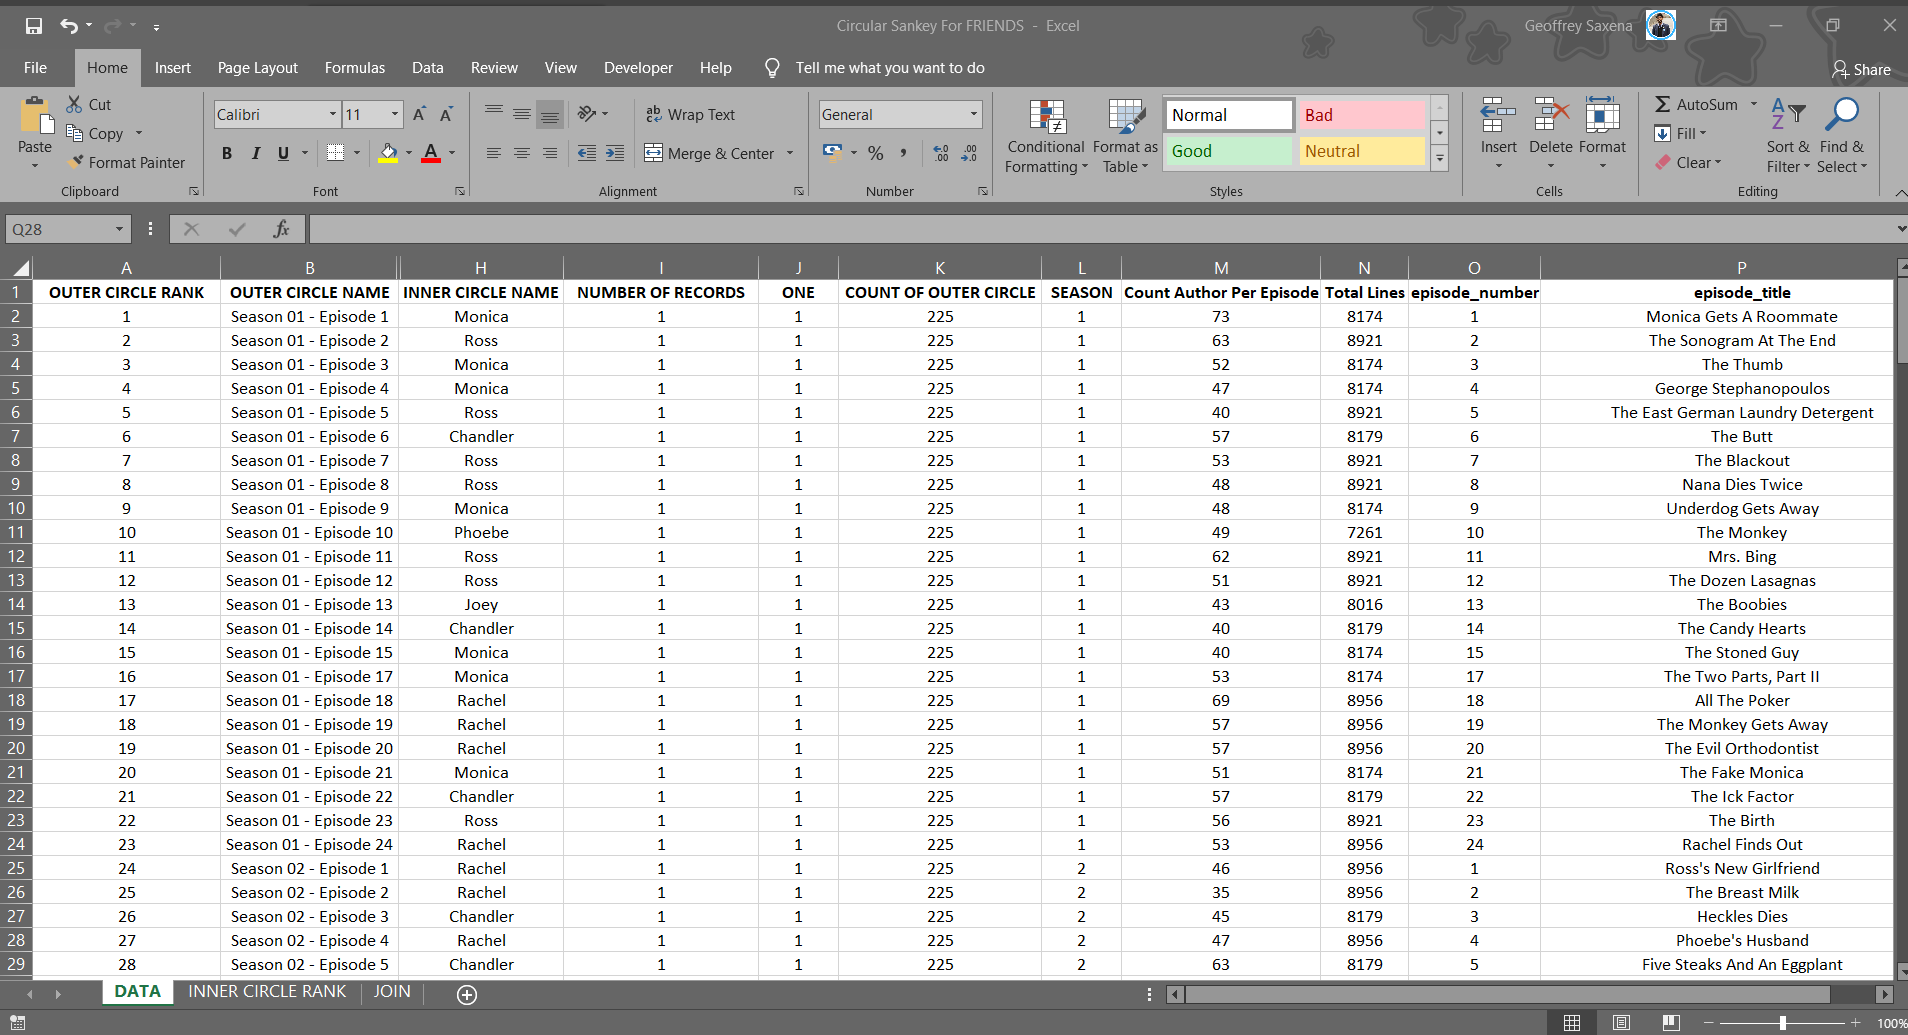 Circular Sankey For FRIENDS - Excel
Geoffrey Saxena
File Home Insert Page Layout Formulas Data Review View Developer Help Tell me what you want to do
Share
Paste
Cut
Copy
Format Painter
Clipboard
Calibri 11
B I U
Font
ab Wrap Text
Merge & Center
Alignment
General
% ,
Number
Conditional Formatting
Format as Table
Normal Bad
Good Neutral
Styles
Insert Delete Format
Cells
AutoSum
Fill
Clear
Sort & Filter
Find & Select
Editing
Q28 fx
A B H I J K L M N O P
1 OUTER CIRCLE RANK OUTER CIRCLE NAME INNER CIRCLE NAME NUMBER OF RECORDS ONE COUNT OF OUTER CIRCLE SEASON Count Author Per Episode Total Lines episode_number episode_title
2 1 Season 01 - Episode 1 Monica 1 1 225 1 73 8174 1 Monica Gets A Roommate
3 2 Season 01 - Episode 2 Ross 1 1 225 1 63 8921 2 The Sonogram At The End
4 3 Season 01 - Episode 3 Monica 1 1 225 1 52 8174 3 The Thumb
5 4 Season 01 - Episode 4 Monica 1 1 225 1 47 8174 4 George Stephanopoulos
6 5 Season 01 - Episode 5 Ross 1 1 225 1 40 8921 5 The East German Laundry Detergent
7 6 Season 01 - Episode 6 Chandler 1 1 225 1 57 8179 6 The Butt
8 7 Season 01 - Episode 7 Ross 1 1 225 1 53 8921 7 The Blackout
9 8 Season 01 - Episode 8 Ross 1 1 225 1 48 8921 8 Nana Dies Twice
10 9 Season 01 - Episode 9 Monica 1 1 225 1 48 8174 9 Underdog Gets Away
11 10 Season 01 - Episode 10 Phoebe 1 1 225 1 49 7261 10 The Monkey
12 11 Season 01 - Episode 11 Ross 1 1 225 1 62 8921 11 Mrs. Bing
13 12 Season 01 - Episode 12 Ross 1 1 225 1 51 8921 12 The Dozen Lasagnas
14 13 Season 01 - Episode 13 Joey 1 1 225 1 43 8016 13 The Boobies
15 14 Season 01 - Episode 14 Chandler 1 1 225 1 40 8179 14 The Candy Hearts
16 15 Season 01 - Episode 15 Monica 1 1 225 1 40 8174 15 The Stoned Guy
17 16 Season 01 - Episode 17 Monica 1 1 225 1 53 8174 17 The Two Parts, Part II
18 17 Season 01 - Episode 18 Rachel 1 1 225 1 69 8956 18 All The Poker
19 18 Season 01 - Episode 19 Rachel 1 1 225 1 57 8956 19 The Monkey Gets Away
20 19 Season 01 - Episode 20 Rachel 1 1 225 1 57 8956 20 The Evil Orthodontist
21 20 Season 01 - Episode 21 Monica 1 1 225 1 51 8174 21 The Fake Monica
22 21 Season 01 - Episode 22 Chandler 1 1 225 1 57 8179 22 The Ick Factor
23 22 Season 01 - Episode 23 Ross 1 1 225 1 56 8921 23 The Birth
24 23 Season 01 - Episode 24 Rachel 1 1 225 1 53 8956 24 Rachel Finds Out
25 24 Season 02 - Episode 1 Rachel 1 1 225 2 46 8956 1 Ross's New Girlfriend
26 25 Season 02 - Episode 2 Rachel 1 1 225 2 35 8956 2 The Breast Milk
27 26 Season 02 - Episode 3 Chandler 1 1 225 2 45 8179 3 Heckles Dies
28 27 Season 02 - Episode 4 Rachel 1 1 225 2 47 8956 4 Phoebe's Husband
29 28 Season 02 - Episode 5 Chandler 1 1 225 2 63 8179 5 Five Steaks And An Eggplant
DATA INNER CIRCLE RANK JOIN
100%